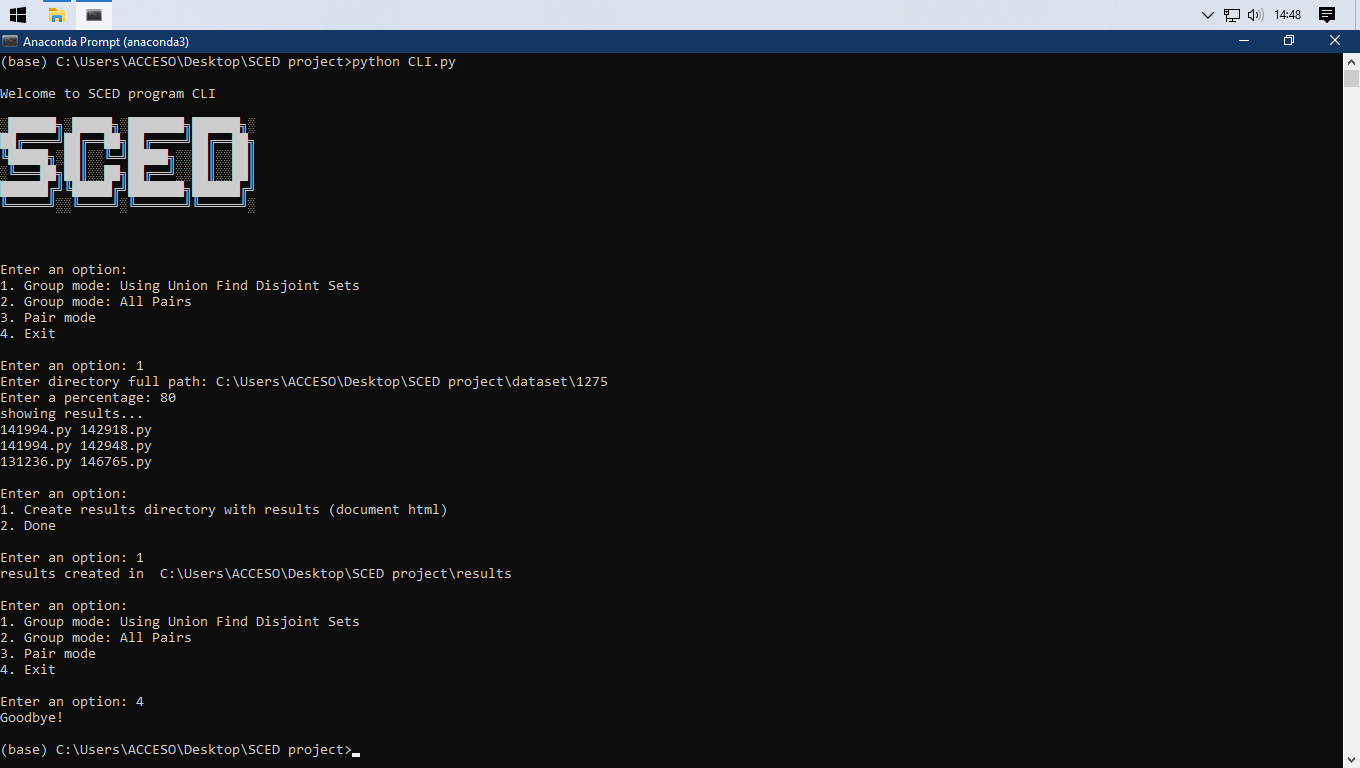 14:48
Anaconda Prompt (anaconda3)
(base) C:\Users\ACCESO\Desktop\SCED project>python CLI.py
Welcome to SCED program CLI
SCED
Enter an option:
1. Group mode: Using Union Find Disjoint Sets
2. Group mode: All Pairs
3. Pair mode
4. Exit
Enter an option: 1
Enter directory full path: C:\Users\ACCESO\Desktop\SCED project\dataset\1275
Enter a percentage: 80
showing results...
141994.py 142918.py
141994.py 142948.py
131236.py 146765.py
Enter an option:
1. Create results directory with results (document html)
2. Done
Enter an option: 1
results created in  C:\Users\ACCESO\Desktop\SCED project\results
Enter an option:
1. Group mode: Using Union Find Disjoint Sets
2. Group mode: All Pairs
3. Pair mode
4. Exit
Enter an option: 4
Goodbye!
(base) C:\Users\ACCESO\Desktop\SCED project>